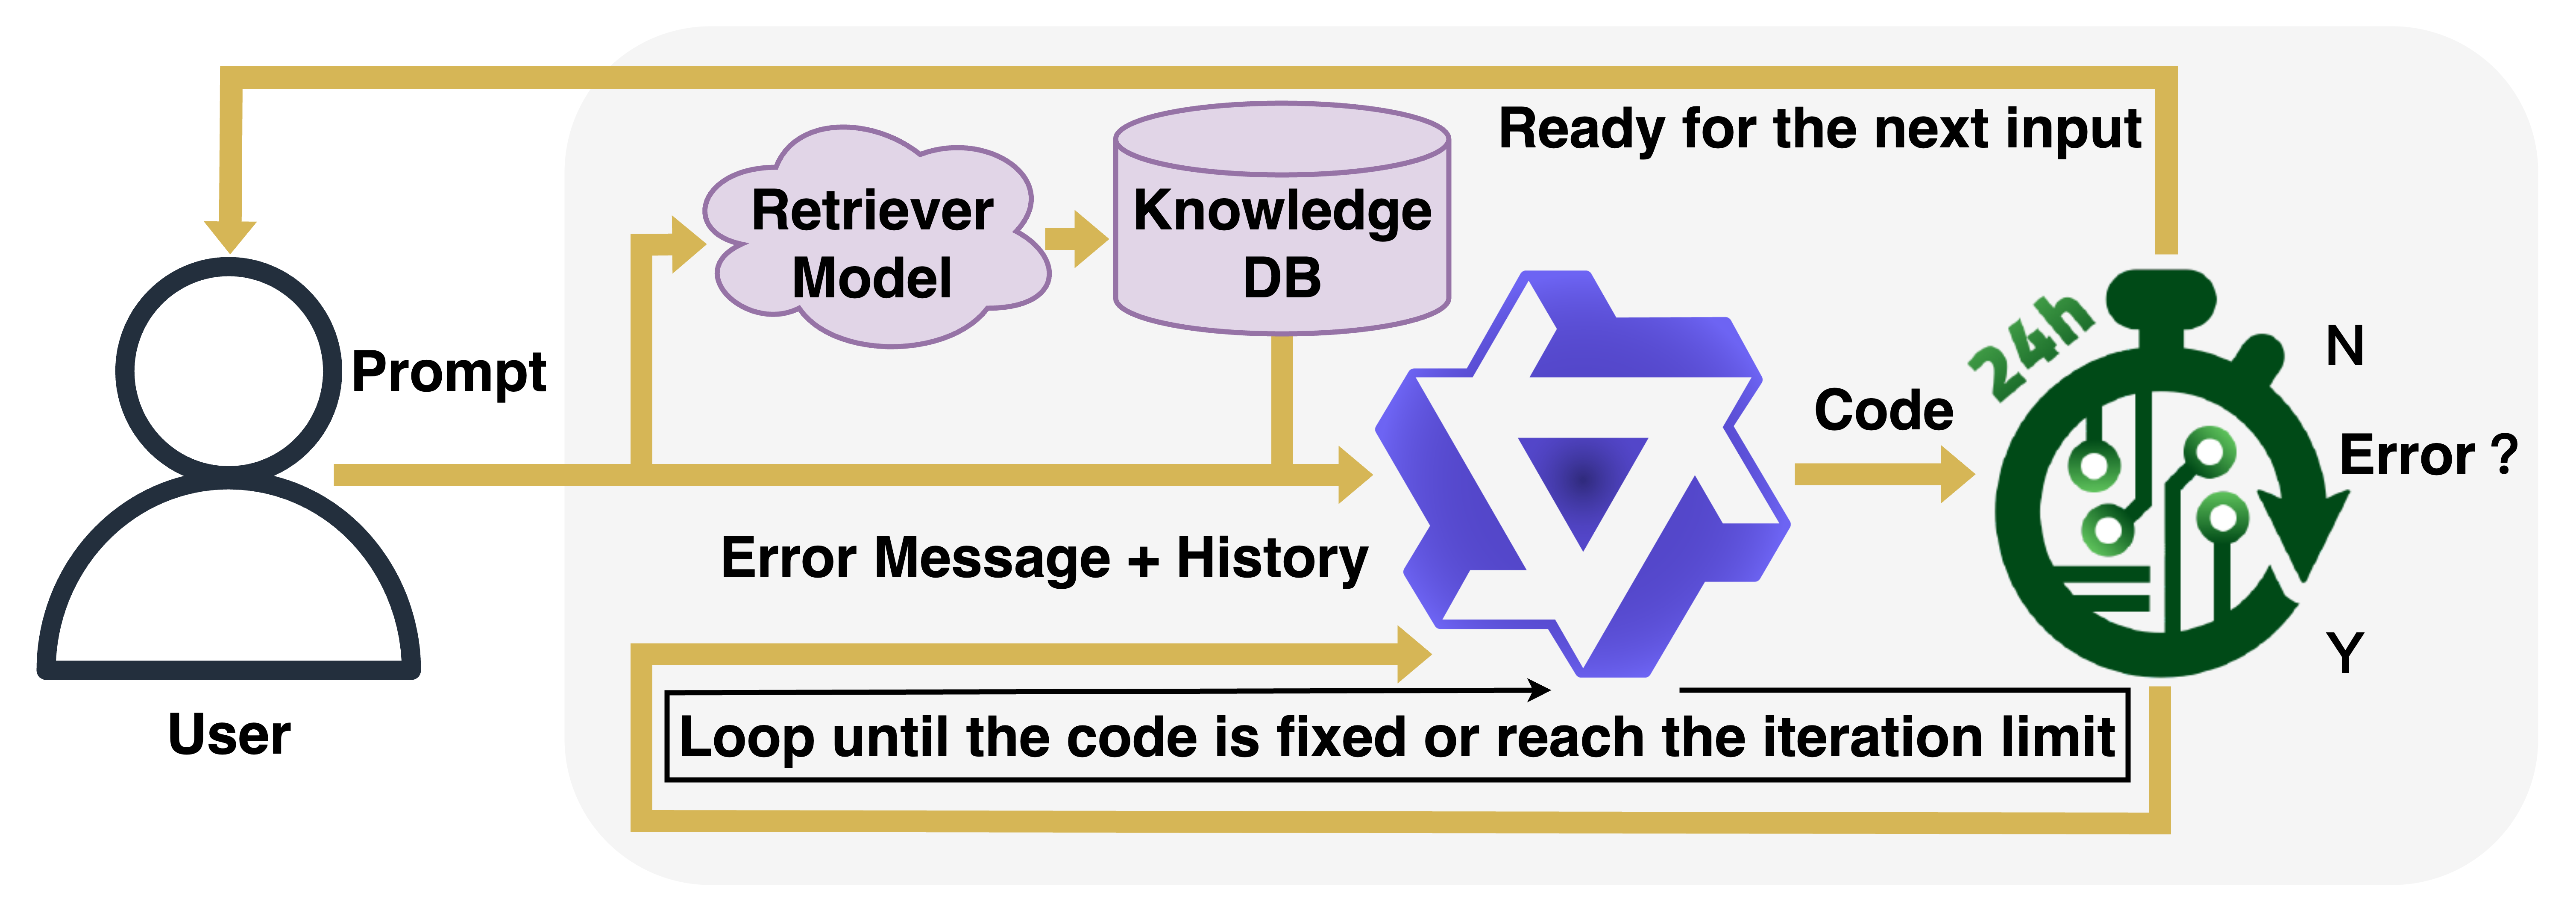 Ready for the next input
Retriever
Model
Knowledge
DB
24h
N
Prompt
Code
Error ?
Error Message + History
Y
User
Loop until the code is fixed or reach the iteration limit